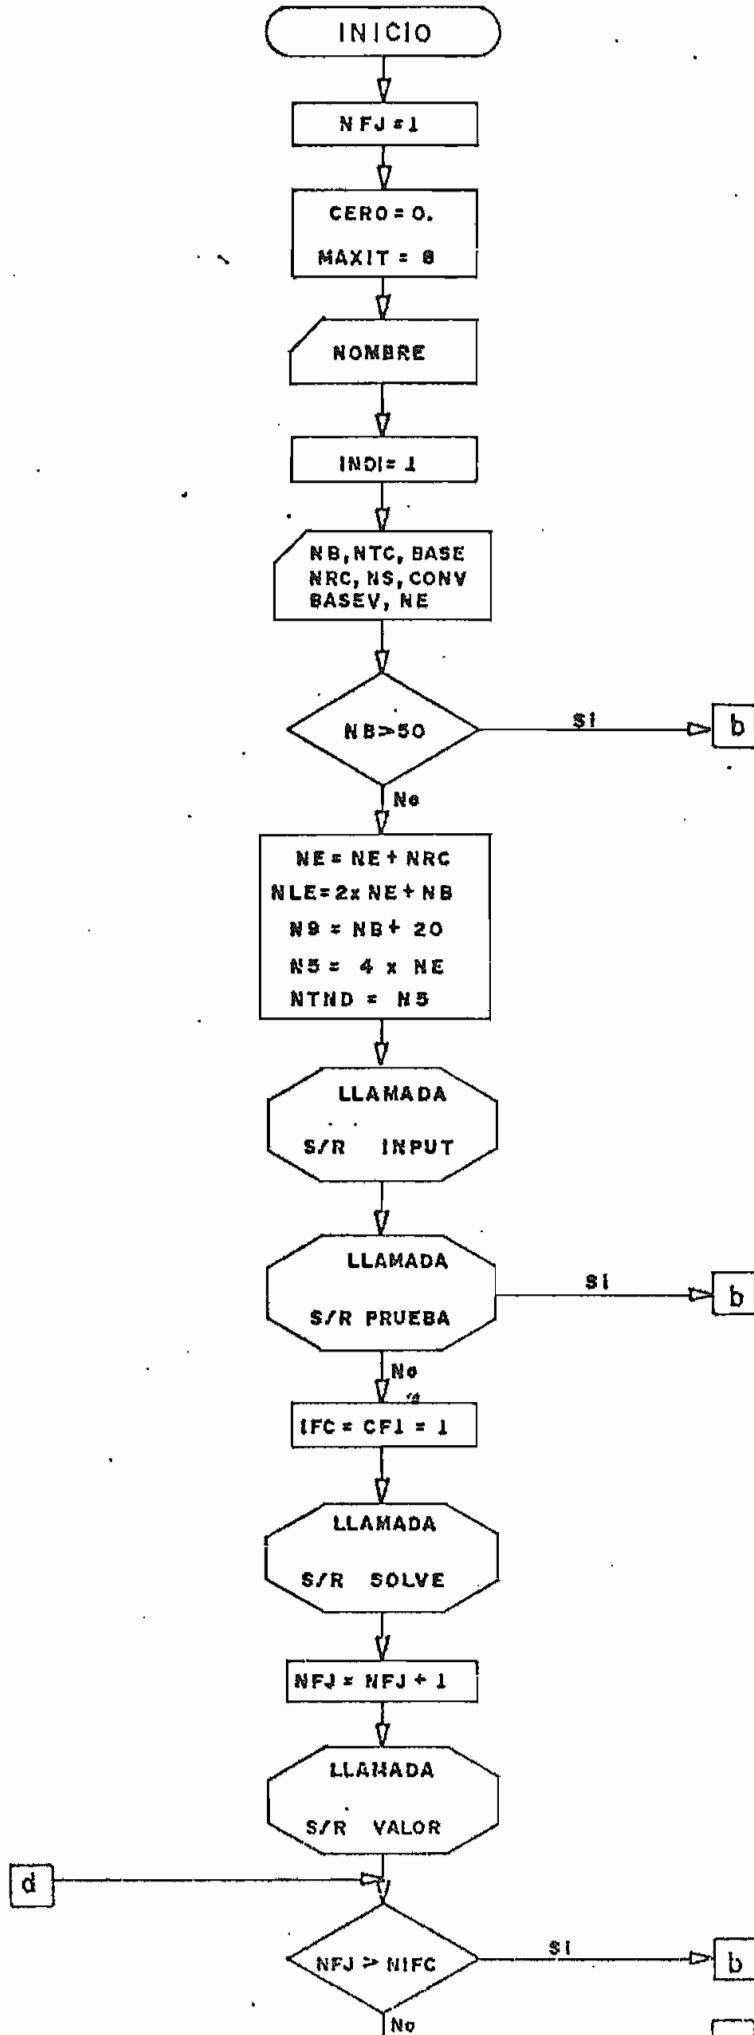 INICIO
NFJ = 1
CERO = 0.
MAXIT = 8
NOMBRE
INDI = 1
NB, NTC, BASE
NRC, NS, CONV
BASEV, NE
NB > 50
SI
b
No
NE = NE + NRC
NLE = 2x NE + NB
N9 = NB + 20
N5 = 4 x NE
NTND = N5
LLAMADA
S/R INPUT
LLAMADA
S/R PRUEBA
SI
b
No
IFC = CF1 = 1
LLAMADA
S/R SOLVE
NFJ = NFJ + 1
LLAMADA
S/R VALOR
d
NFJ > NIFC
SI
b
No